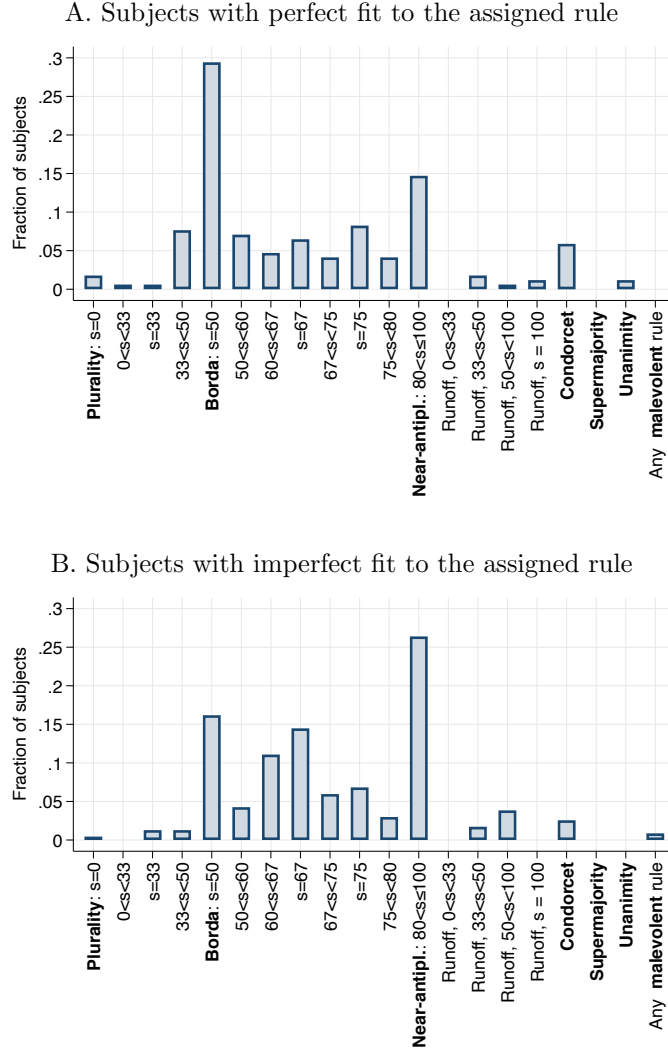 A. Subjects with perfect fit to the assigned rule
Fraction of subjects
.3
.25
.2
.15
.1
.05
0
Plurality: s=0
0<s<33
s=33
33<s<50
Borda: s=50
50<s<60
60<s<67
s=67
67<s<75
s=75
75<s<80
Near-antipl.: 80<s≤100
Runoff, 0<s<33
Runoff, 33<s<50
Runoff, 50<s<100
Runoff, s = 100
Condorcet
Supermajority
Unanimity
Any malevolent rule
B. Subjects with imperfect fit to the assigned rule
Fraction of subjects
.3
.25
.2
.15
.1
.05
0
Plurality: s=0
0<s<33
s=33
33<s<50
Borda: s=50
50<s<60
60<s<67
s=67
67<s<75
s=75
75<s<80
Near-antipl.: 80<s≤100
Runoff, 0<s<33
Runoff, 33<s<50
Runoff, 50<s<100
Runoff, s = 100
Condorcet
Supermajority
Unanimity
Any malevolent rule